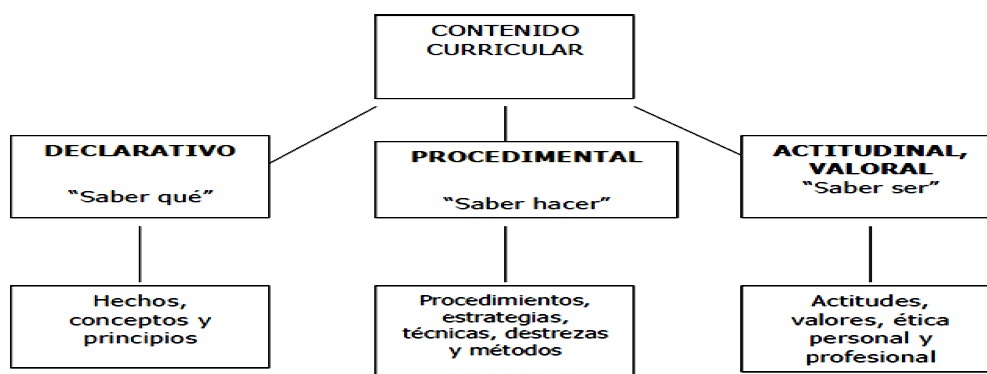 CONTENIDO
CURRICULAR
DECLARATIVO
“Saber qué”
PROCEDIMENTAL
“Saber hacer”
ACTITUDINAL,
VALORAL
“Saber ser”
Hechos,
conceptos y
principios
Procedimientos,
estrategias,
técnicas, destrezas
y métodos
Actitudes,
valores, ética
personal y
profesional